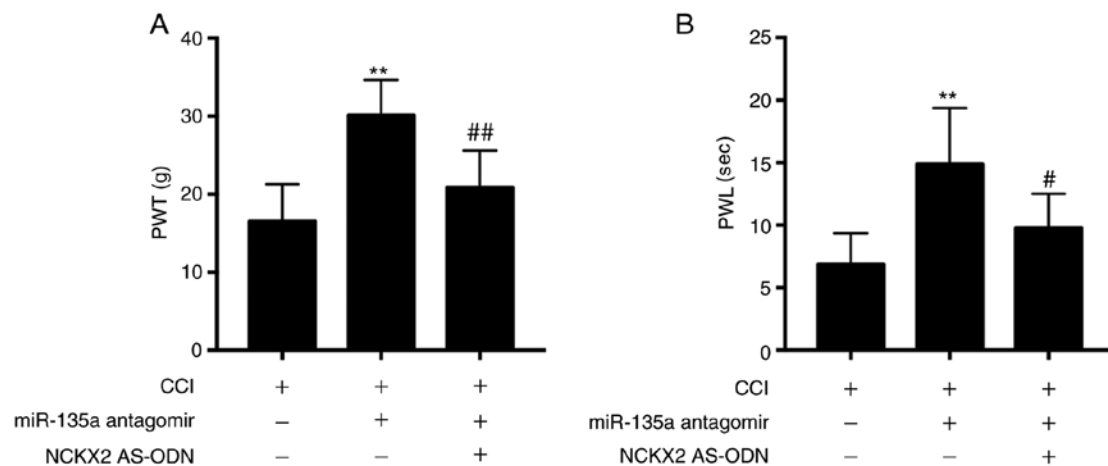 A
B
40
30
20
10
0
PWT (g)
**
##
25
20
15
10
5
0
PWL (sec)
**
#
CCI + + +
miR-135a antagomir – + +
NCKX2 AS-ODN – – +
CCI + + +
miR-135a antagomir – + +
NCKX2 AS-ODN – – +